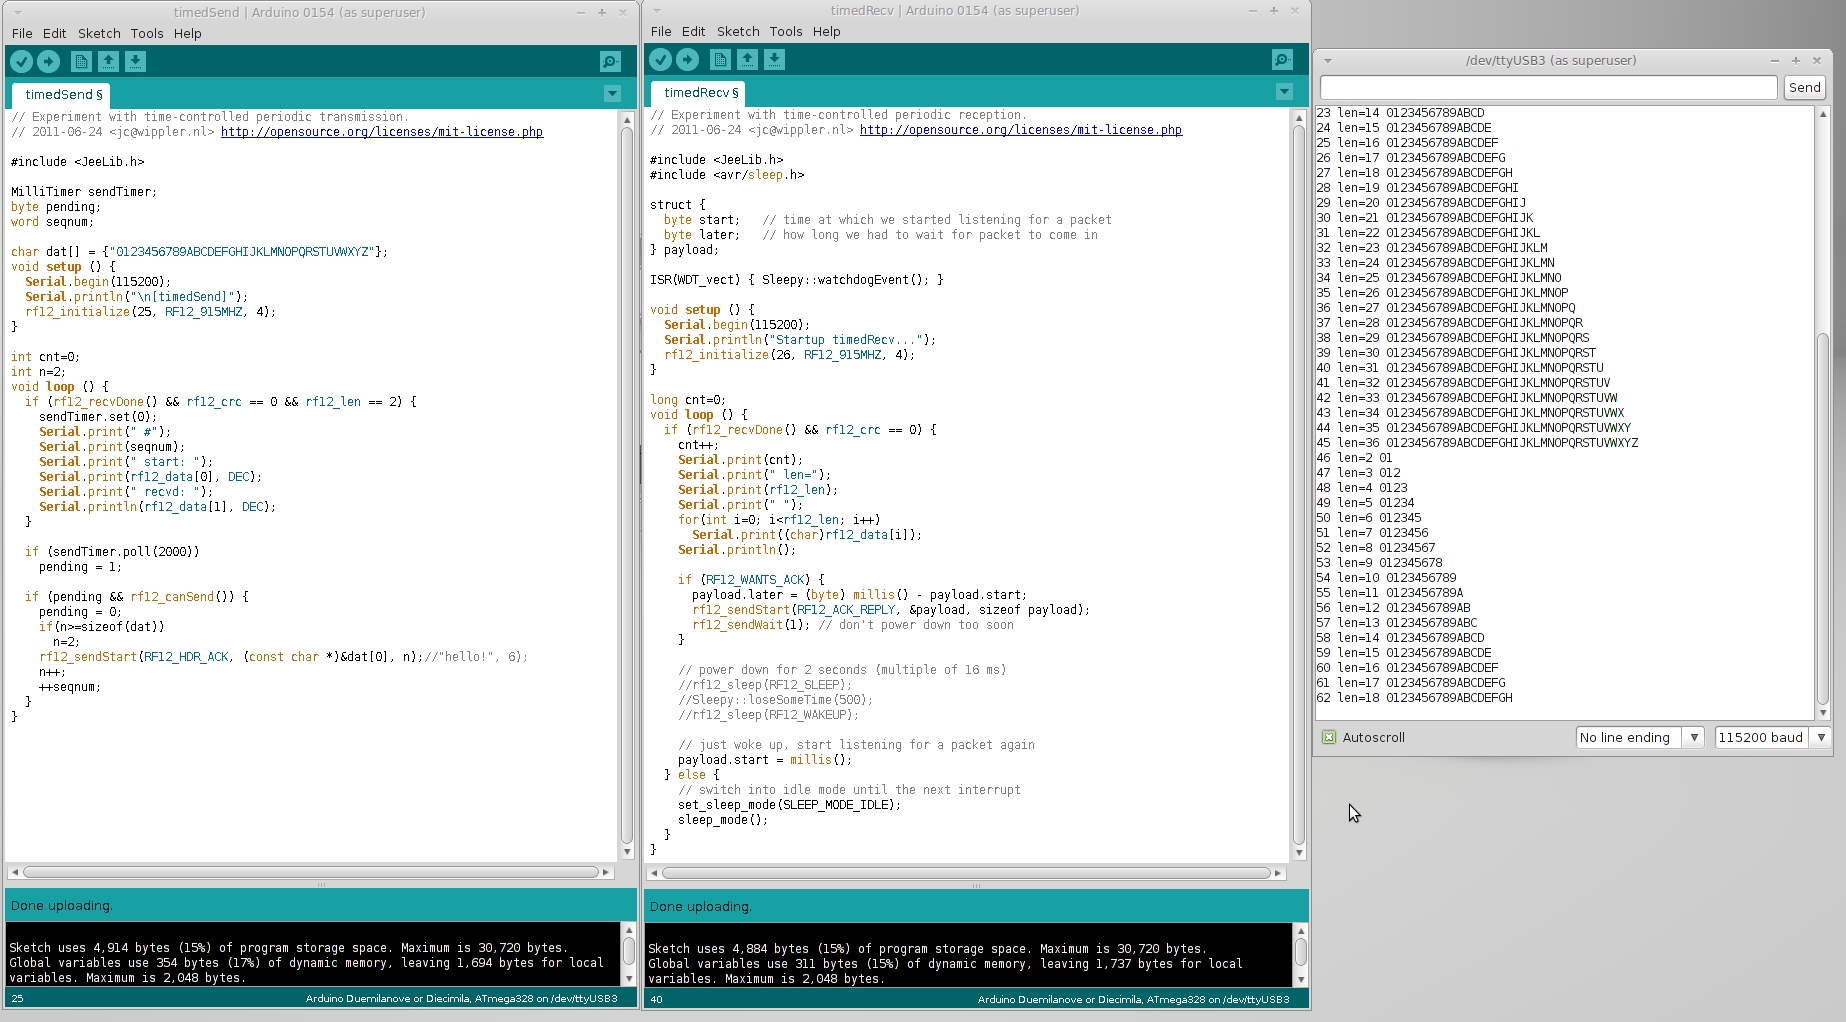 timedSend | Arduino 0154 (as superuser)
File Edit Sketch Tools Help
timedSend §
// Experiment with time-controlled periodic transmission.
// 2011-06-24 <jc@wippler.nl> http://opensource.org/licenses/mit-license.php
#include <JeeLib.h>
MilliTimer sendTimer;
byte pending;
word seqnum;
char dat[] = {"0123456789ABCDEFGHIJKLMNOPQRSTUVWXYZ"};
void setup () {
  Serial.begin(115200);
  Serial.println("\n[timedSend]");
  rf12_initialize(25, RF12_915MHZ, 4);
}
int cnt=0;
int n=2;
void loop () {
  if (rf12_recvDone() && rf12_crc == 0 && rf12_len == 2) {
    sendTimer.set(0);
    Serial.print(" #");
    Serial.print(seqnum);
    Serial.print(" start: ");
    Serial.print(rf12_data[0], DEC);
    Serial.print(" recvd: ");
    Serial.println(rf12_data[1], DEC);
  }
  if (sendTimer.poll(2000))
    pending = 1;
  if (pending && rf12_canSend()) {
    pending = 0;
    if(n>=sizeof(dat))
      n=2;
    rf12_sendStart(RF12_HDR_ACK, (const char *)&dat[0], n);//"hello!", 6);
    n++;
    ++seqnum;
  }
}
Done uploading.
Sketch uses 4,914 bytes (15%) of program storage space. Maximum is 30,720 bytes.
Global variables use 354 bytes (17%) of dynamic memory, leaving 1,694 bytes for local
variables. Maximum is 2,048 bytes.
25 Arduino Duemilanove or Diecimila, ATmega328 on /dev/ttyUSB3
timedRecv | Arduino 0154 (as superuser)
File Edit Sketch Tools Help
timedRecv §
// Experiment with time-controlled periodic reception.
// 2011-06-24 <jc@wippler.nl> http://opensource.org/licenses/mit-license.php
#include <JeeLib.h>
#include <avr/sleep.h>
struct {
  byte start;   // time at which we started listening for a packet
  byte later;   // how long we had to wait for packet to come in
} payload;
ISR(WDT_vect) { Sleepy::watchdogEvent(); }
void setup () {
  Serial.begin(115200);
  Serial.println("Startup timedRecv...");
  rf12_initialize(26, RF12_915MHZ, 4);
}
long cnt=0;
void loop () {
  if (rf12_recvDone() && rf12_crc == 0) {
    cnt++;
    Serial.print(cnt);
    Serial.print(" len=");
    Serial.print(rf12_len);
    Serial.print(" ");
    for(int i=0; i<rf12_len; i++)
      Serial.print((char)rf12_data[i]);
    Serial.println();
    if (RF12_WANTS_ACK) {
      payload.later = (byte) millis() - payload.start;
      rf12_sendStart(RF12_ACK_REPLY, &payload, sizeof payload);
      rf12_sendWait(1); // don't power down too soon
    }
    // power down for 2 seconds (multiple of 16 ms)
    //rf12_sleep(RF12_SLEEP);
    //Sleepy::loseSomeTime(500);
    //rf12_sleep(RF12_WAKEUP);
    // just woke up, start listening for a packet again
    payload.start = millis();
  } else {
    // switch into idle mode until the next interrupt
    set_sleep_mode(SLEEP_MODE_IDLE);
    sleep_mode();
  }
}
Done uploading.
Sketch uses 4,884 bytes (15%) of program storage space. Maximum is 30,720 bytes.
Global variables use 311 bytes (15%) of dynamic memory, leaving 1,737 bytes for local
variables. Maximum is 2,048 bytes.
40 Arduino Duemilanove or Diecimila, ATmega328 on /dev/ttyUSB3
/dev/ttyUSB3 (as superuser)
Send
23 len=14 0123456789ABCD
24 len=15 0123456789ABCDE
25 len=16 0123456789ABCDEF
26 len=17 0123456789ABCDEFG
27 len=18 0123456789ABCDEFGH
28 len=19 0123456789ABCDEFGHI
29 len=20 0123456789ABCDEFGHIJ
30 len=21 0123456789ABCDEFGHIJK
31 len=22 0123456789ABCDEFGHIJKL
32 len=23 0123456789ABCDEFGHIJKLM
33 len=24 0123456789ABCDEFGHIJKLMN
34 len=25 0123456789ABCDEFGHIJKLMNO
35 len=26 0123456789ABCDEFGHIJKLMNOP
36 len=27 0123456789ABCDEFGHIJKLMNOPQ
37 len=28 0123456789ABCDEFGHIJKLMNOPQR
38 len=29 0123456789ABCDEFGHIJKLMNOPQRS
39 len=30 0123456789ABCDEFGHIJKLMNOPQRST
40 len=31 0123456789ABCDEFGHIJKLMNOPQRSTU
41 len=32 0123456789ABCDEFGHIJKLMNOPQRSTUV
42 len=33 0123456789ABCDEFGHIJKLMNOPQRSTUVW
43 len=34 0123456789ABCDEFGHIJKLMNOPQRSTUVWX
44 len=35 0123456789ABCDEFGHIJKLMNOPQRSTUVWXY
45 len=36 0123456789ABCDEFGHIJKLMNOPQRSTUVWXYZ
46 len=2 01
47 len=3 012
48 len=4 0123
49 len=5 01234
50 len=6 012345
51 len=7 0123456
52 len=8 01234567
53 len=9 012345678
54 len=10 0123456789
55 len=11 0123456789A
56 len=12 0123456789AB
57 len=13 0123456789ABC
58 len=14 0123456789ABCD
59 len=15 0123456789ABCDE
60 len=16 0123456789ABCDEF
61 len=17 0123456789ABCDEFG
62 len=18 0123456789ABCDEFGH
Autoscroll No line ending 115200 baud